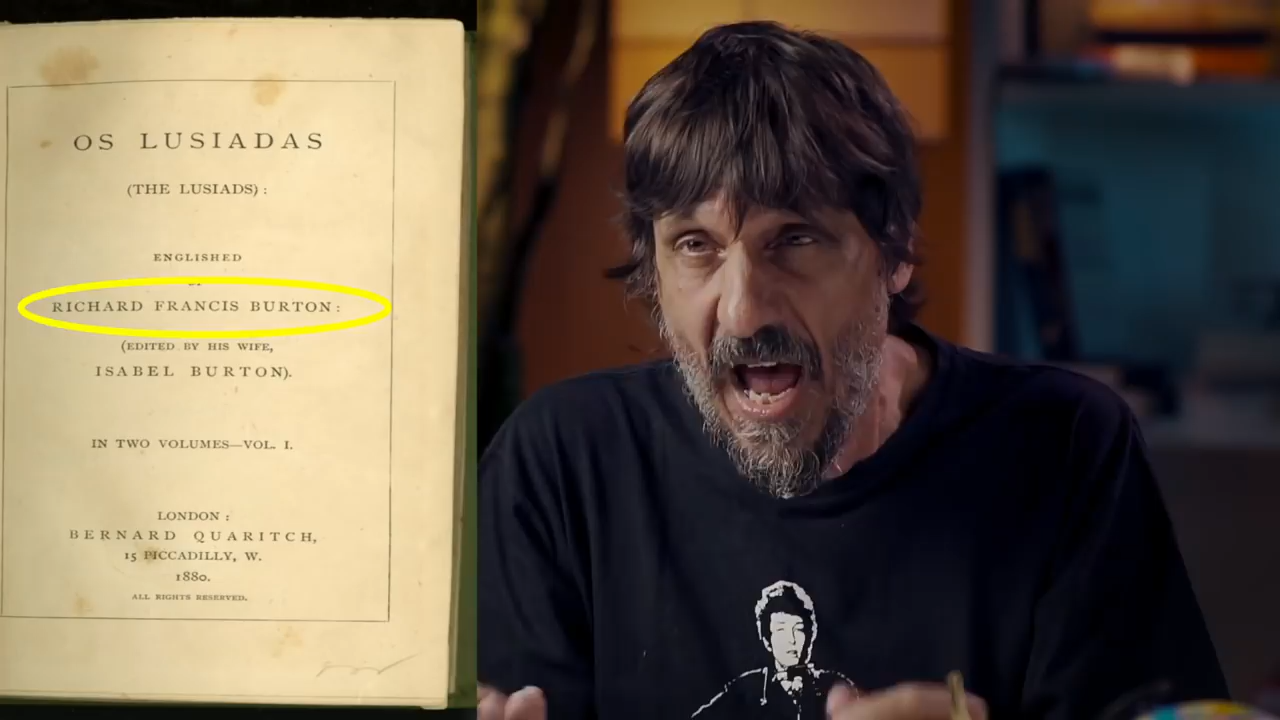 OS LUSIADAS
(THE LUSIADS):
ENGLISHED
RICHARD FRANCIS BURTON:
(EDITED BY HIS WIFE,
ISABEL BURTON).
IN TWO VOLUMES—VOL. I.
LONDON:
BERNARD QUARITCH,
15 PICCADILLY, W.
1880.
ALL RIGHTS RESERVED.